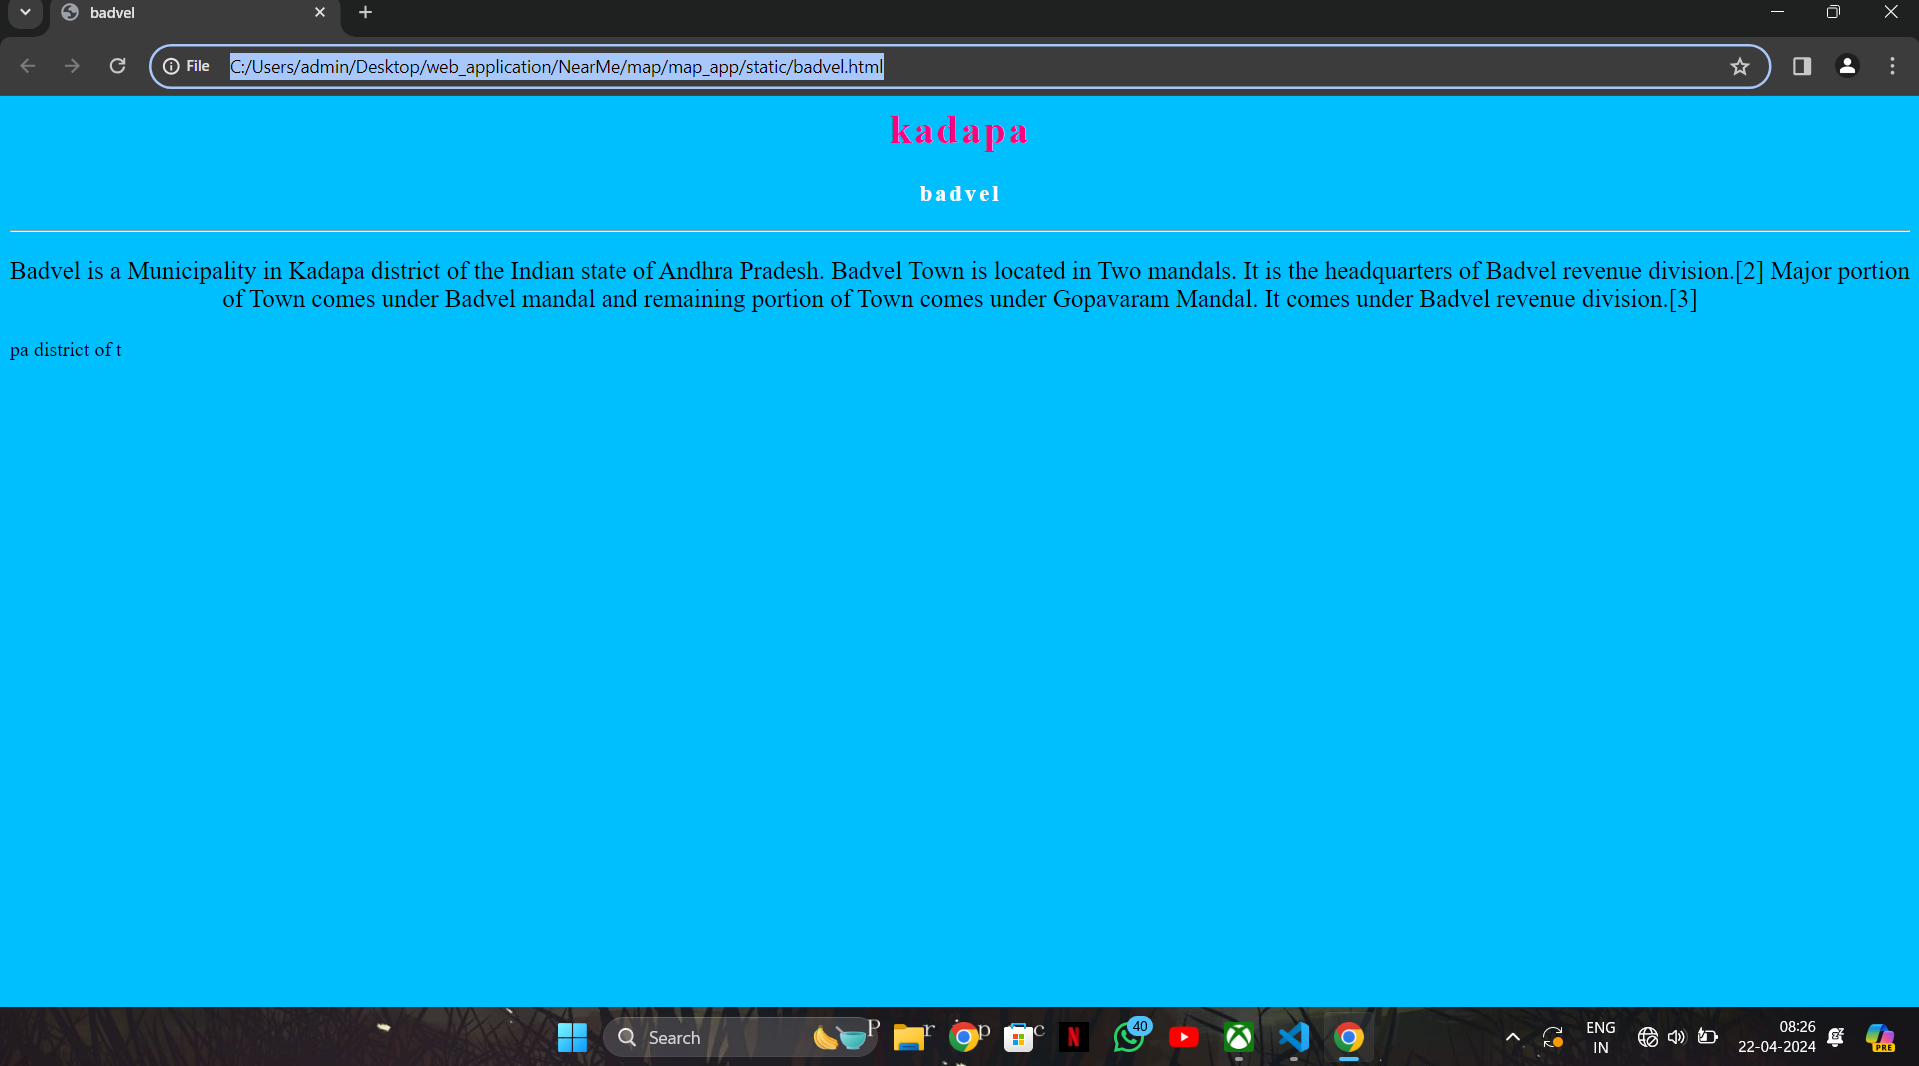 badvel
File C:/Users/admin/Desktop/web_application/NearMe/map/map_app/static/badvel.html
kadapa
badvel
Badvel is a Municipality in Kadapa district of the Indian state of Andhra Pradesh. Badvel Town is located in Two mandals. It is the headquarters of Badvel revenue division.[2] Major portion
of Town comes under Badvel mandal and remaining portion of Town comes under Gopavaram Mandal. It comes under Badvel revenue division.[3]
pa district of t
Search
P r i p c
N
40
ENG
IN
08:26
22-04-2024
PRE